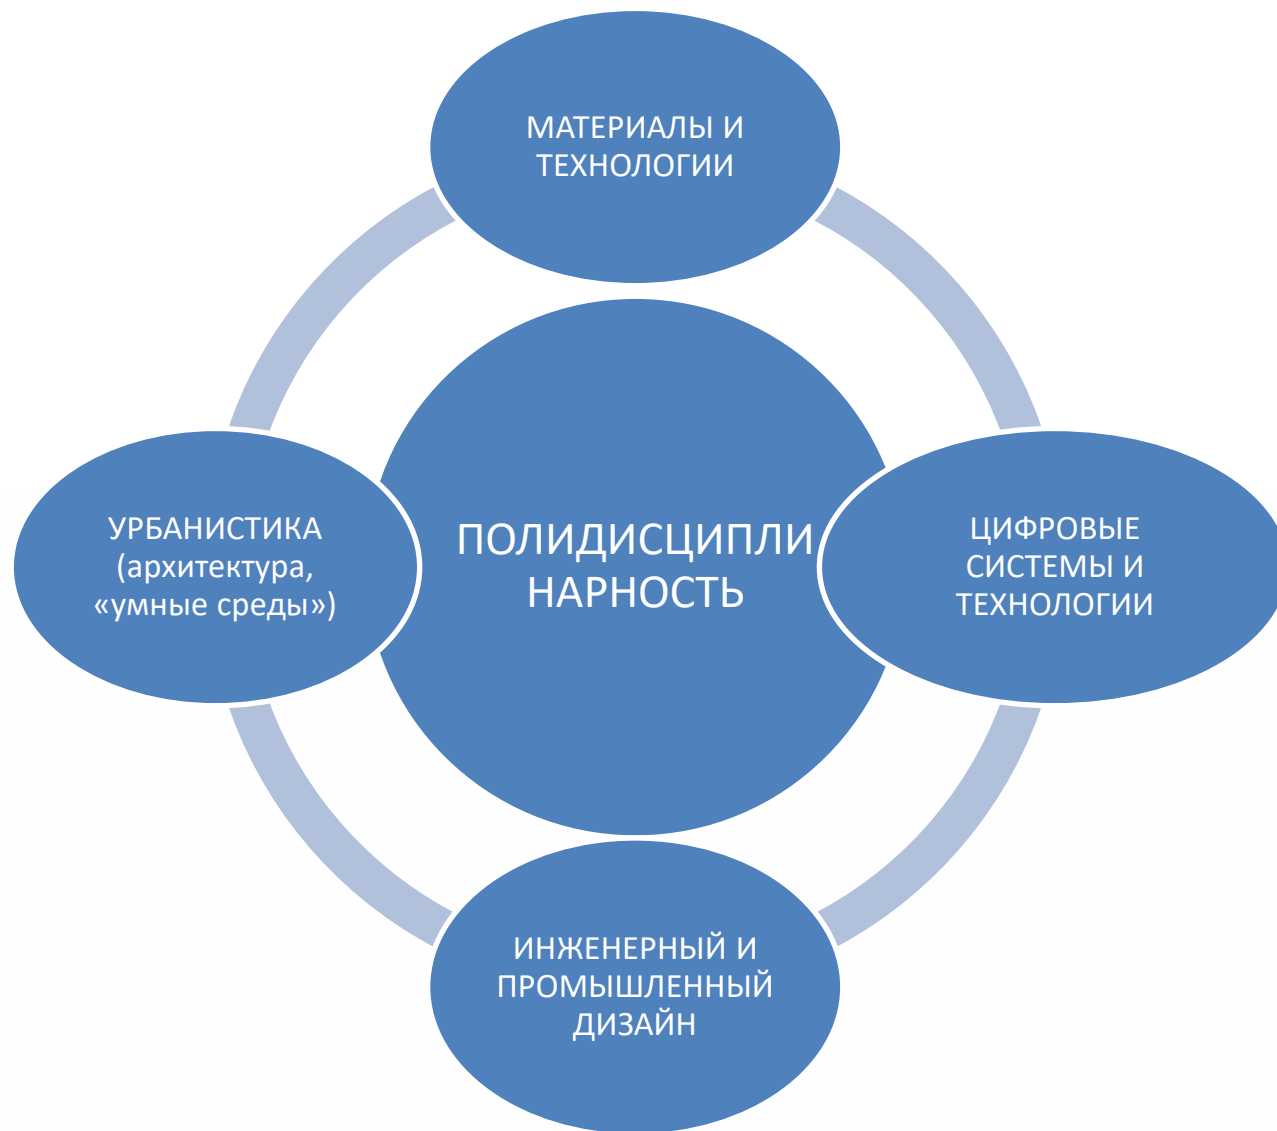 МАТЕРИАЛЫ И
ТЕХНОЛОГИИ
УРБАНИСТИКА
(архитектура,
«умные среды»)
ПОЛИДИСЦИПЛИ
НАРНОСТЬ
ЦИФРОВЫЕ
СИСТЕМЫ И
ТЕХНОЛОГИИ
ИНЖЕНЕРНЫЙ И
ПРОМЫШЛЕННЫЙ
ДИЗАЙН